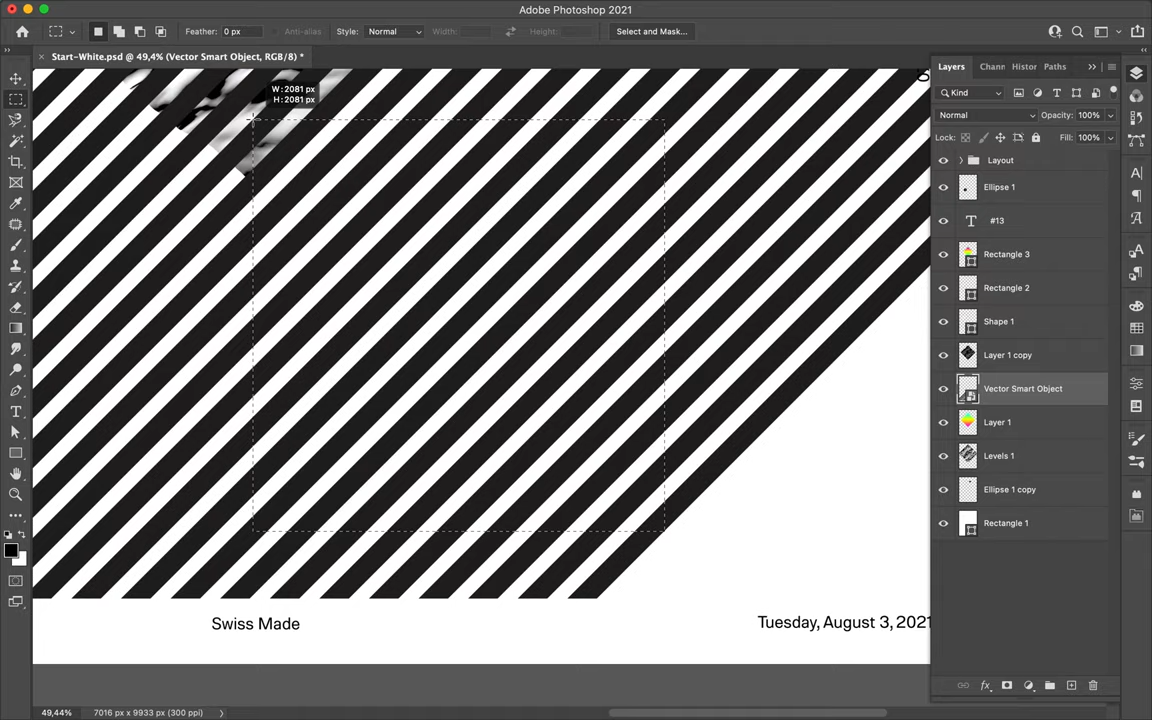 Adobe Photoshop 2021
Feather: 0 px
Anti-alias
Style: Normal
Width:
Height:
Select and Mask...
Start-White.psd @ 49,4% (Vector Smart Object, RGB/8) *
W: 2081 px
H: 2081 px
Swiss Made
Tuesday, August 3, 2021
Layers
Chann
Histor
Paths
Kind
Normal
Opacity: 100%
Lock:
Fill: 100%
Layout
Ellipse 1
#13
Rectangle 3
Rectangle 2
Shape 1
Layer 1 copy
Vector Smart Object
Layer 1
Levels 1
Ellipse 1 copy
Rectangle 1
fx
49,44%
7016 px x 9933 px (300 ppi)